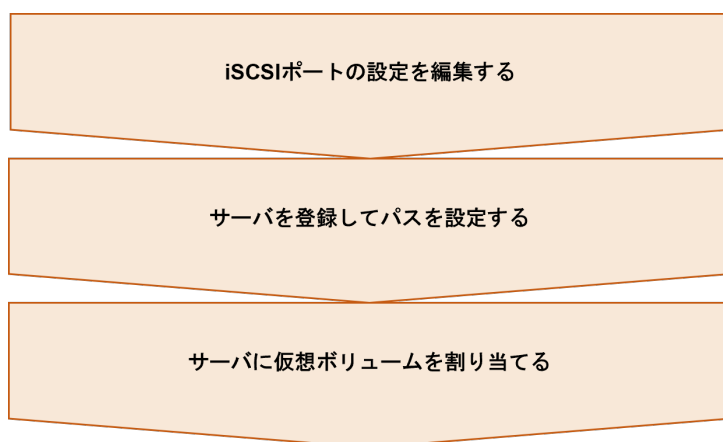 iSCSIポートの設定を編集する
サーバを登録してパスを設定する
サーバに仮想ボリュームを割り当てる